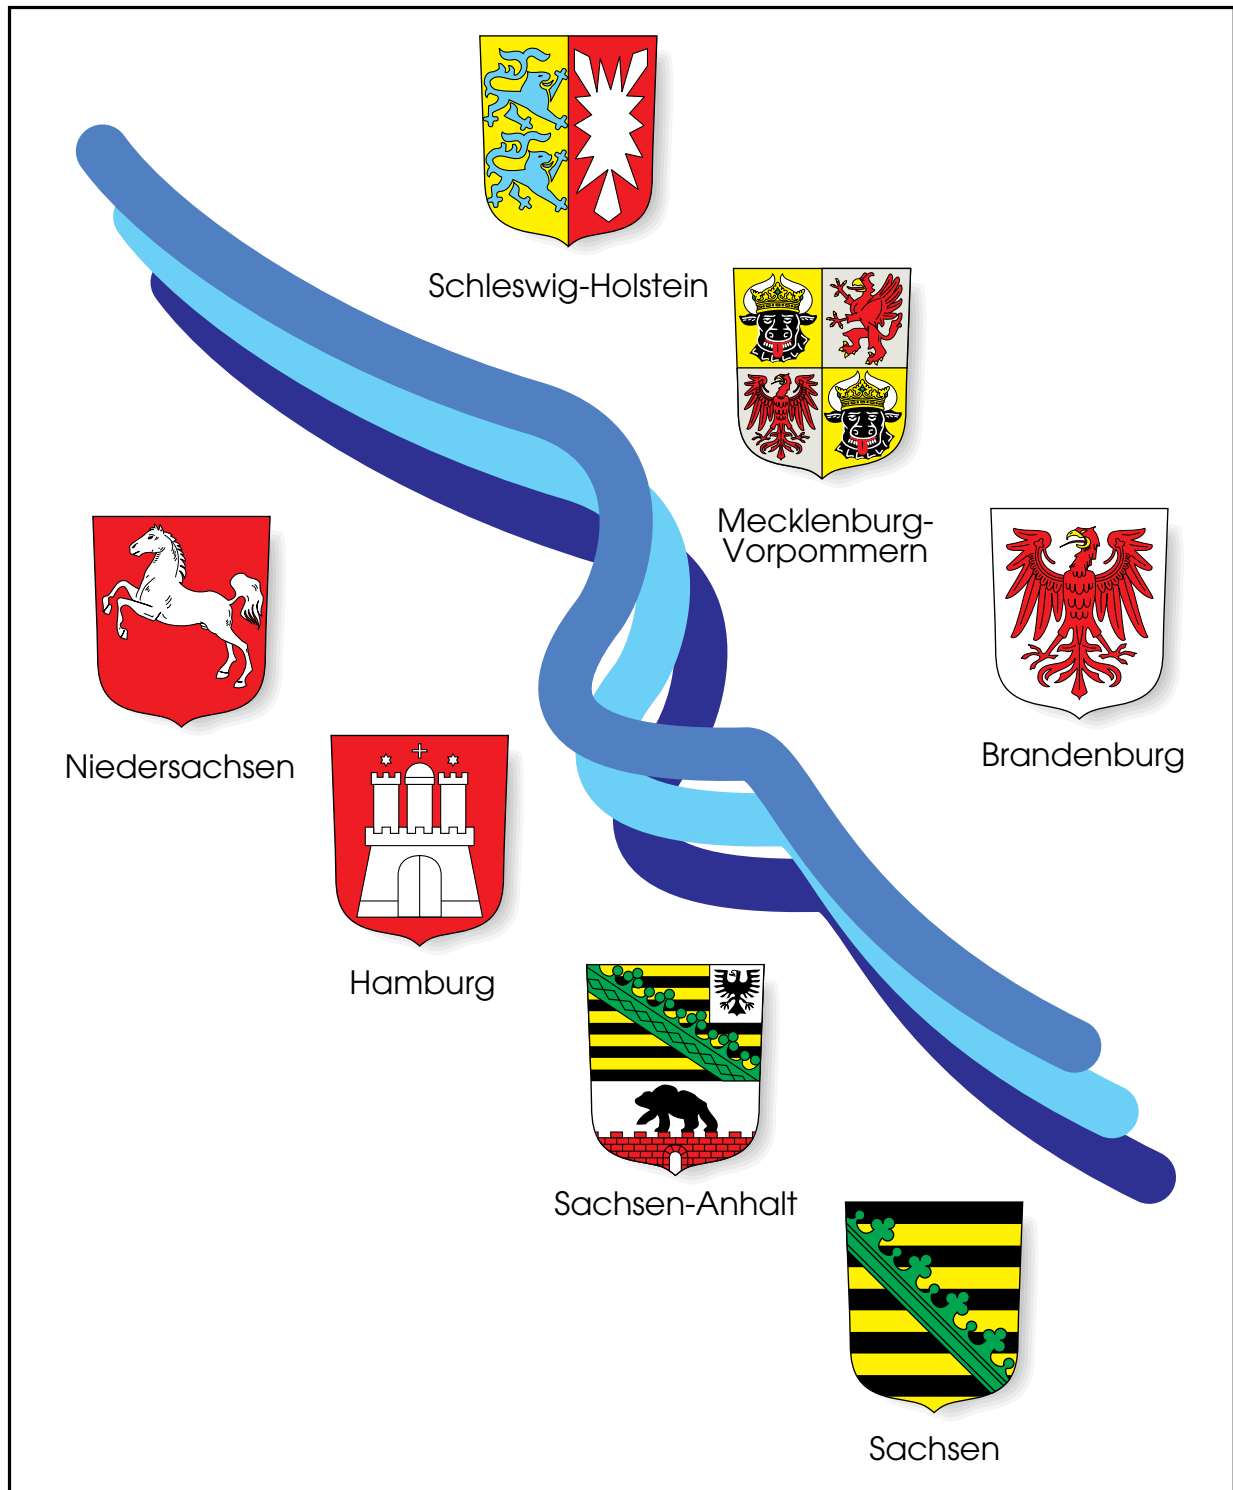 Schleswig-Holstein
Mecklenburg-
Vorpommern
Brandenburg
Niedersachsen
Hamburg
Sachsen-Anhalt
Sachsen